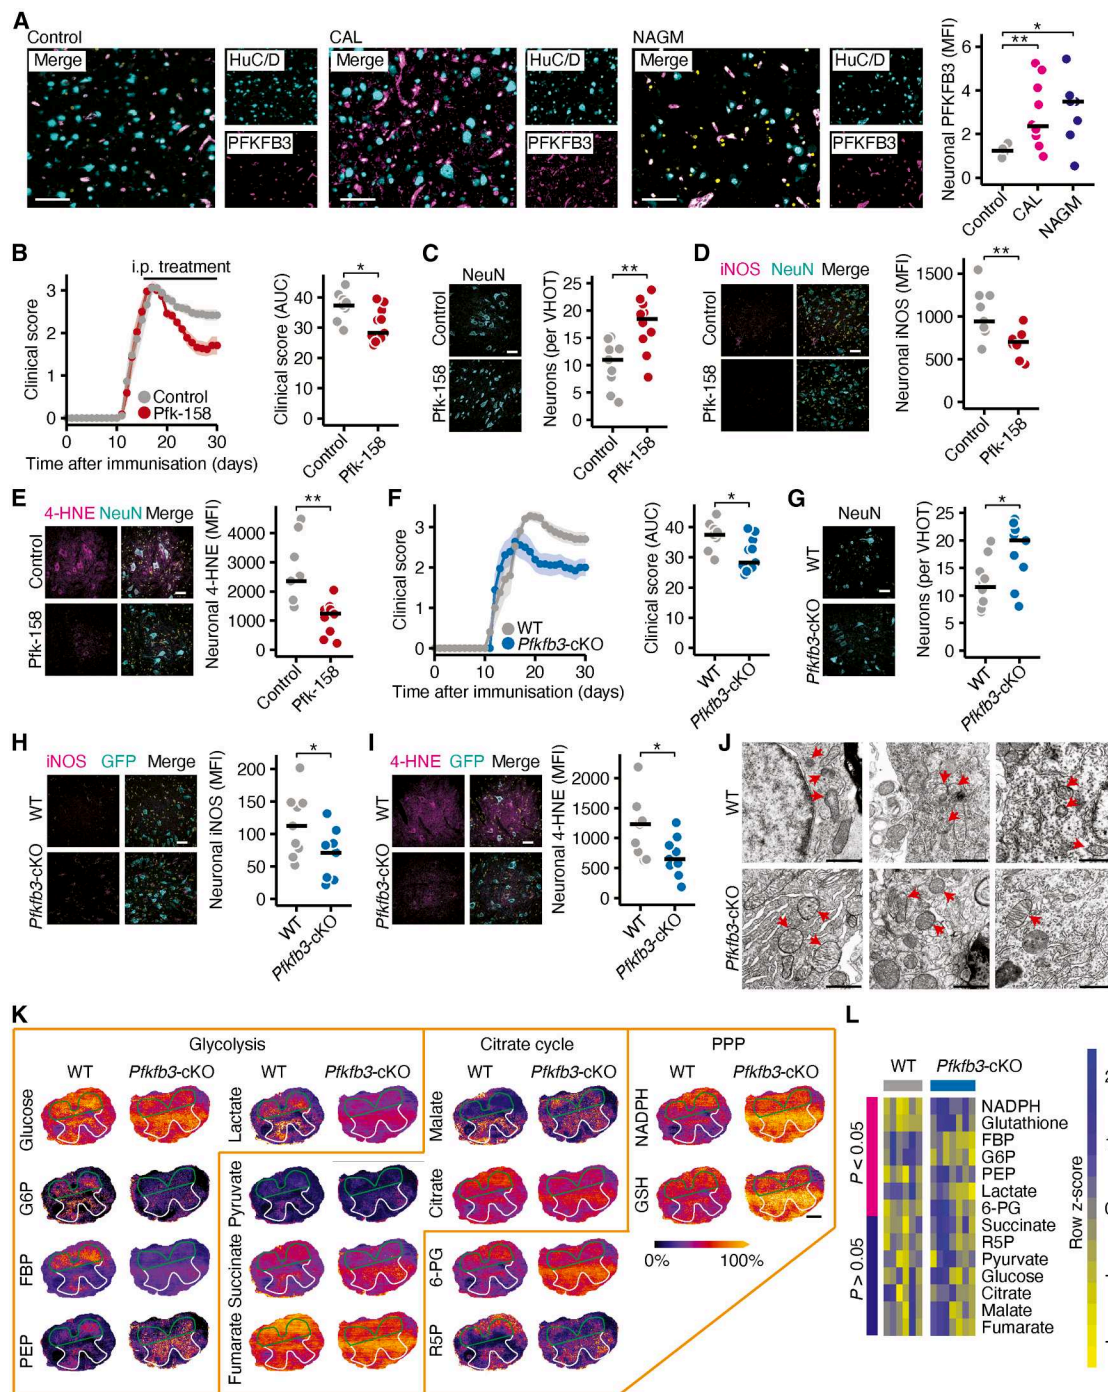 A
Control
CAL
NAGM
Merge
HuC/D
PFKFB3
Merge
HuC/D
PFKFB3
Merge
HuC/D
PFKFB3
Neuronal PFKFB3 (MFI)
6
4
2
0
*
**
Control
CAL
NAGM
B
i.p. treatment
Clinical score
3
2
1
0
Control
Pfk-158
0 10 20 30
Time after immunisation (days)
Clinical score (AUC)
40
30
20
10
0
*
Control
Pfk-158
C
NeuN
Control
Pfk-158
Neurons (per VHOT)
25
20
15
10
5
0
**
Control
Pfk-158
D
iNOS NeuN Merge
Control
Pfk-158
Neuronal iNOS (MFI)
1500
1000
500
0
**
Control
Pfk-158
E
4-HNE NeuN Merge
Control
Pfk-158
Neuronal 4-HNE (MFI)
4000
3000
2000
1000
0
**
Control
Pfk-158
F
Clinical score
3
2
1
0
WT
Pfkfb3-cKO
0 10 20 30
Time after immunisation (days)
Clinical score (AUC)
40
30
20
10
0
*
WT
Pfkfb3-cKO
G
NeuN
WT
Pfkfb3-cKO
Neurons (per VHOT)
25
20
15
10
5
0
*
WT
Pfkfb3-cKO
H
iNOS GFP Merge
WT
Pfkfb3-cKO
Neuronal iNOS (MFI)
200
150
100
50
0
*
WT
Pfkfb3-cKO
I
4-HNE GFP Merge
WT
Pfkfb3-cKO
Neuronal 4-HNE (MFI)
2000
1500
1000
500
0
*
WT
Pfkfb3-cKO
J
WT
Pfkfb3-cKO
K
Glycolysis
Citrate cycle
PPP
WT Pfkfb3-cKO WT Pfkfb3-cKO WT Pfkfb3-cKO WT Pfkfb3-cKO
Glucose
Lactate
Malate
NADPH
G6P
Pyruvate
Citrate
GSH
FBP
Succinate
6-PG
0% 100%
PEP
Fumarate
R5P
L
WT Pfkfb3-cKO
P < 0.05
P > 0.05
NADPH
Glutathione
FBP
G6P
PEP
Lactate
6-PG
Succinate
R5P
Pyurvate
Glucose
Citrate
Malate
Fumarate
Row z-score